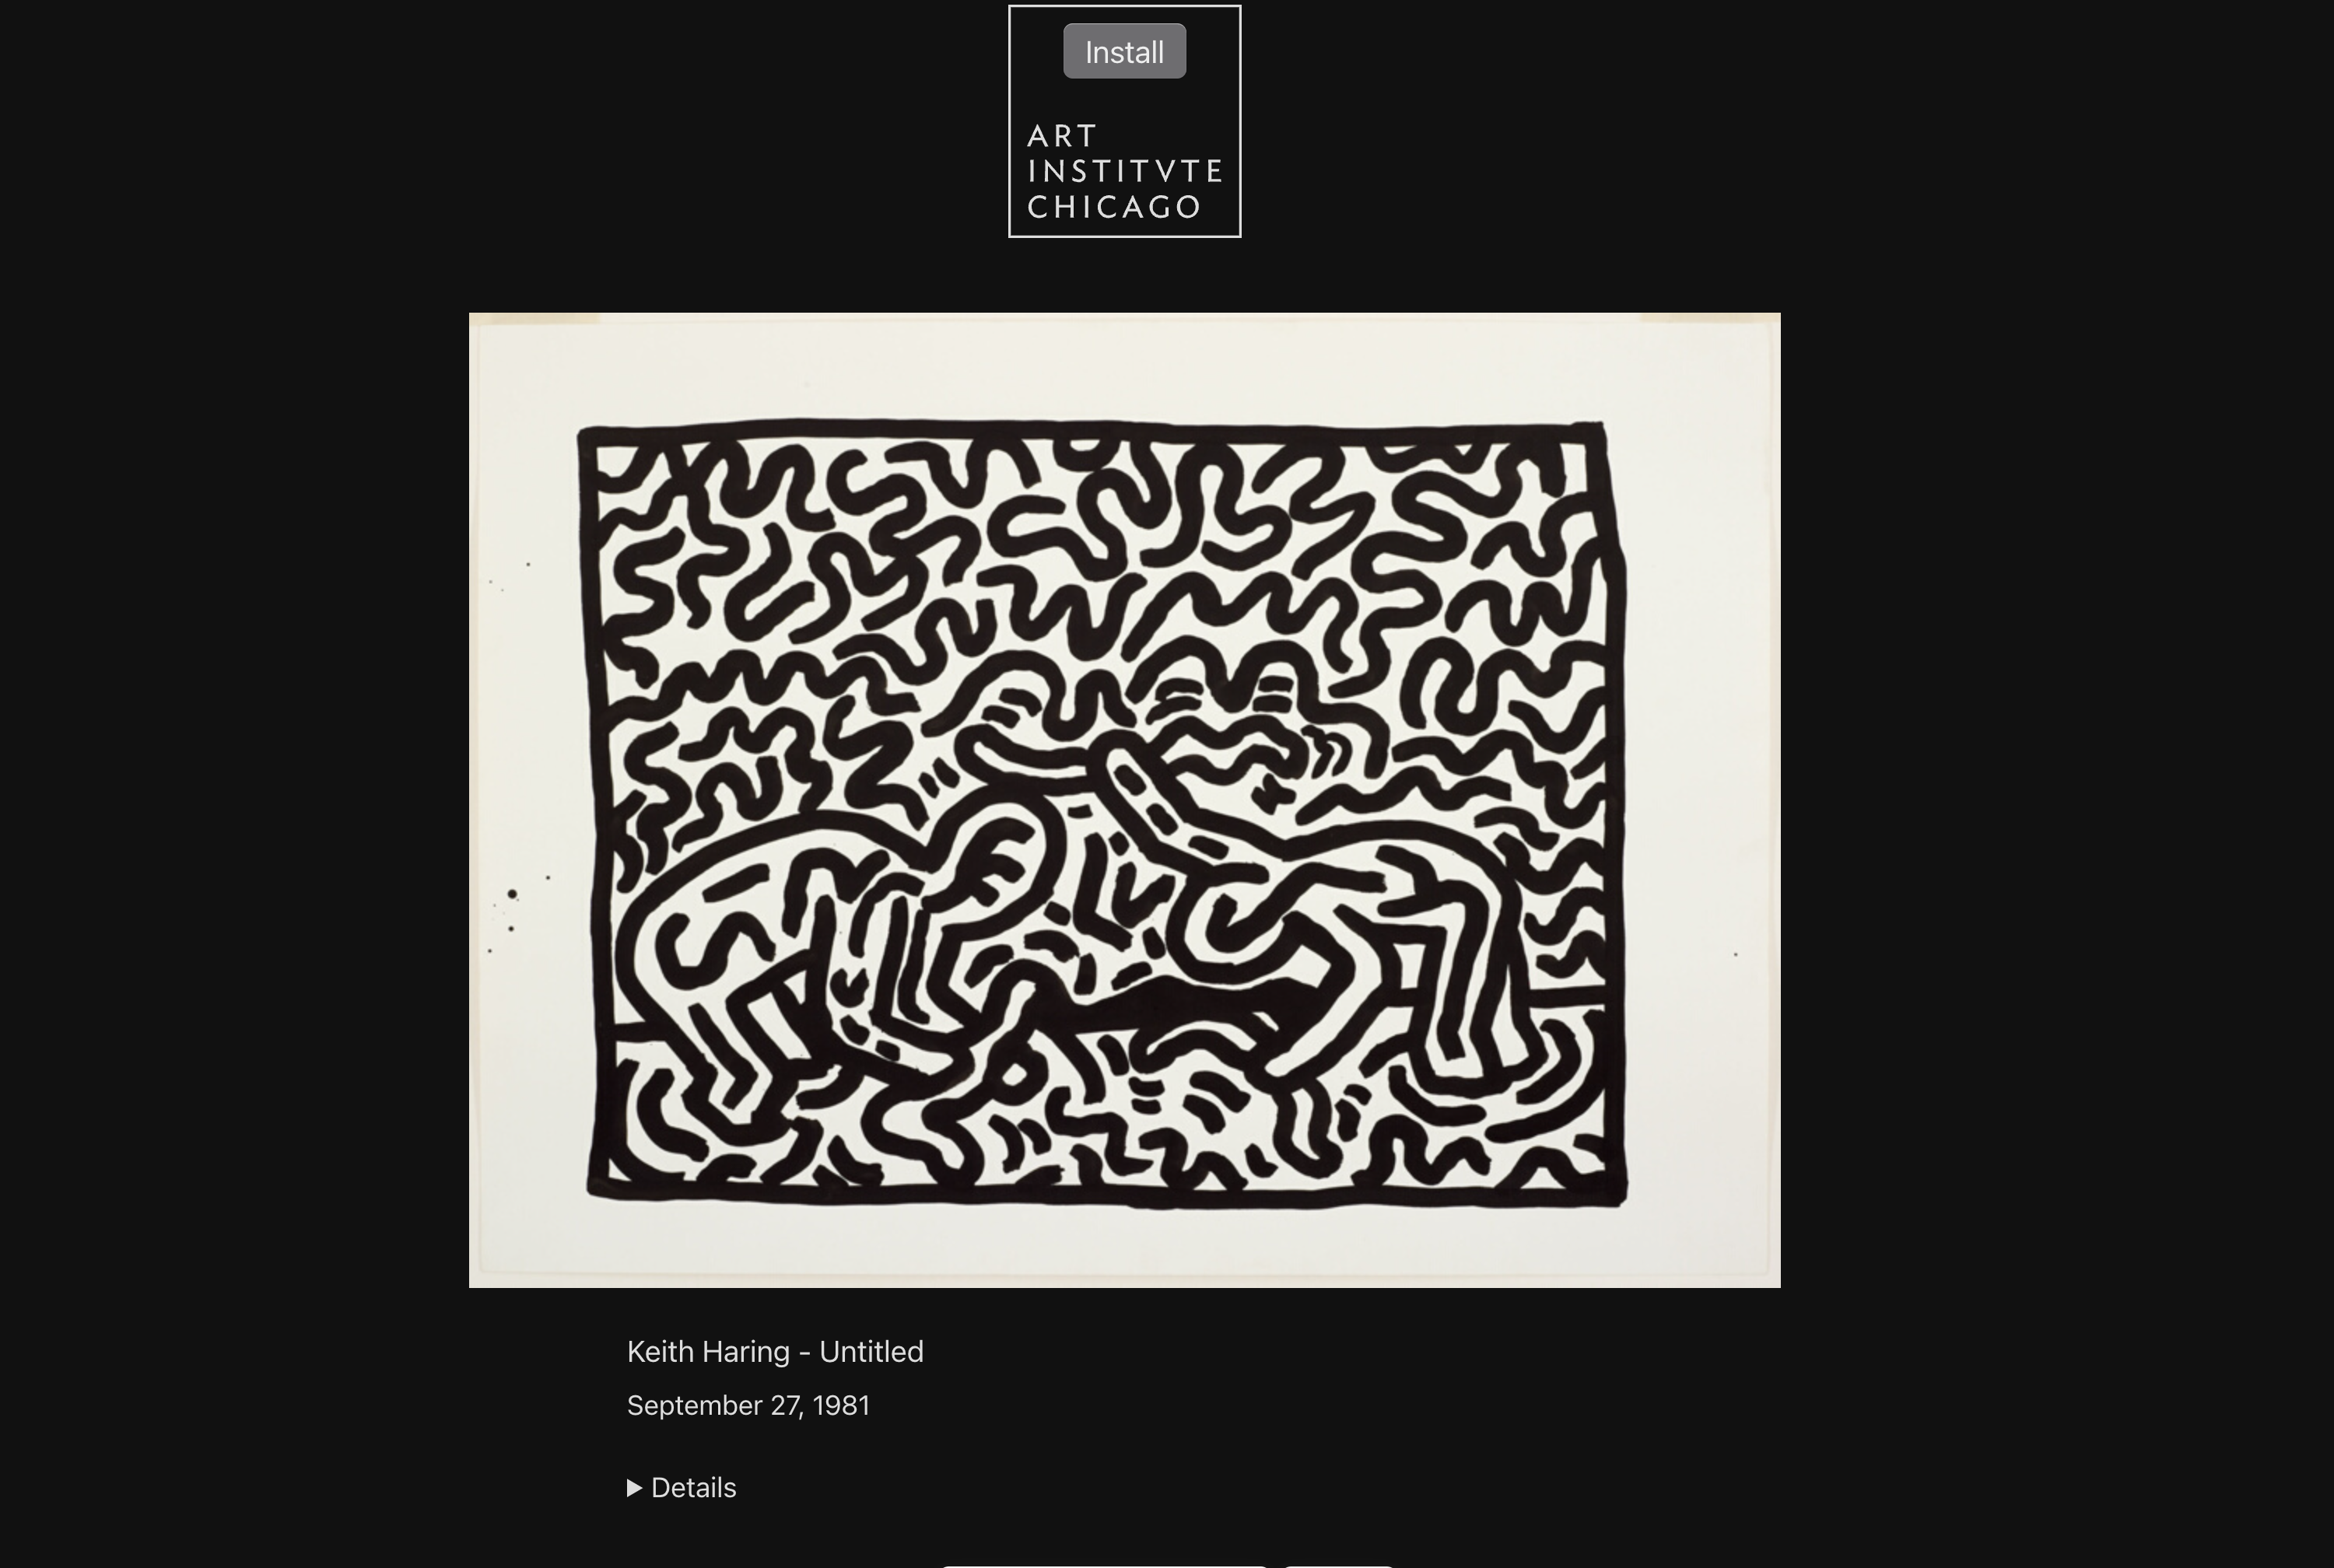 Install
ART
INSTITVTE
CHICAGO
Keith Haring - Untitled
September 27, 1981
Details